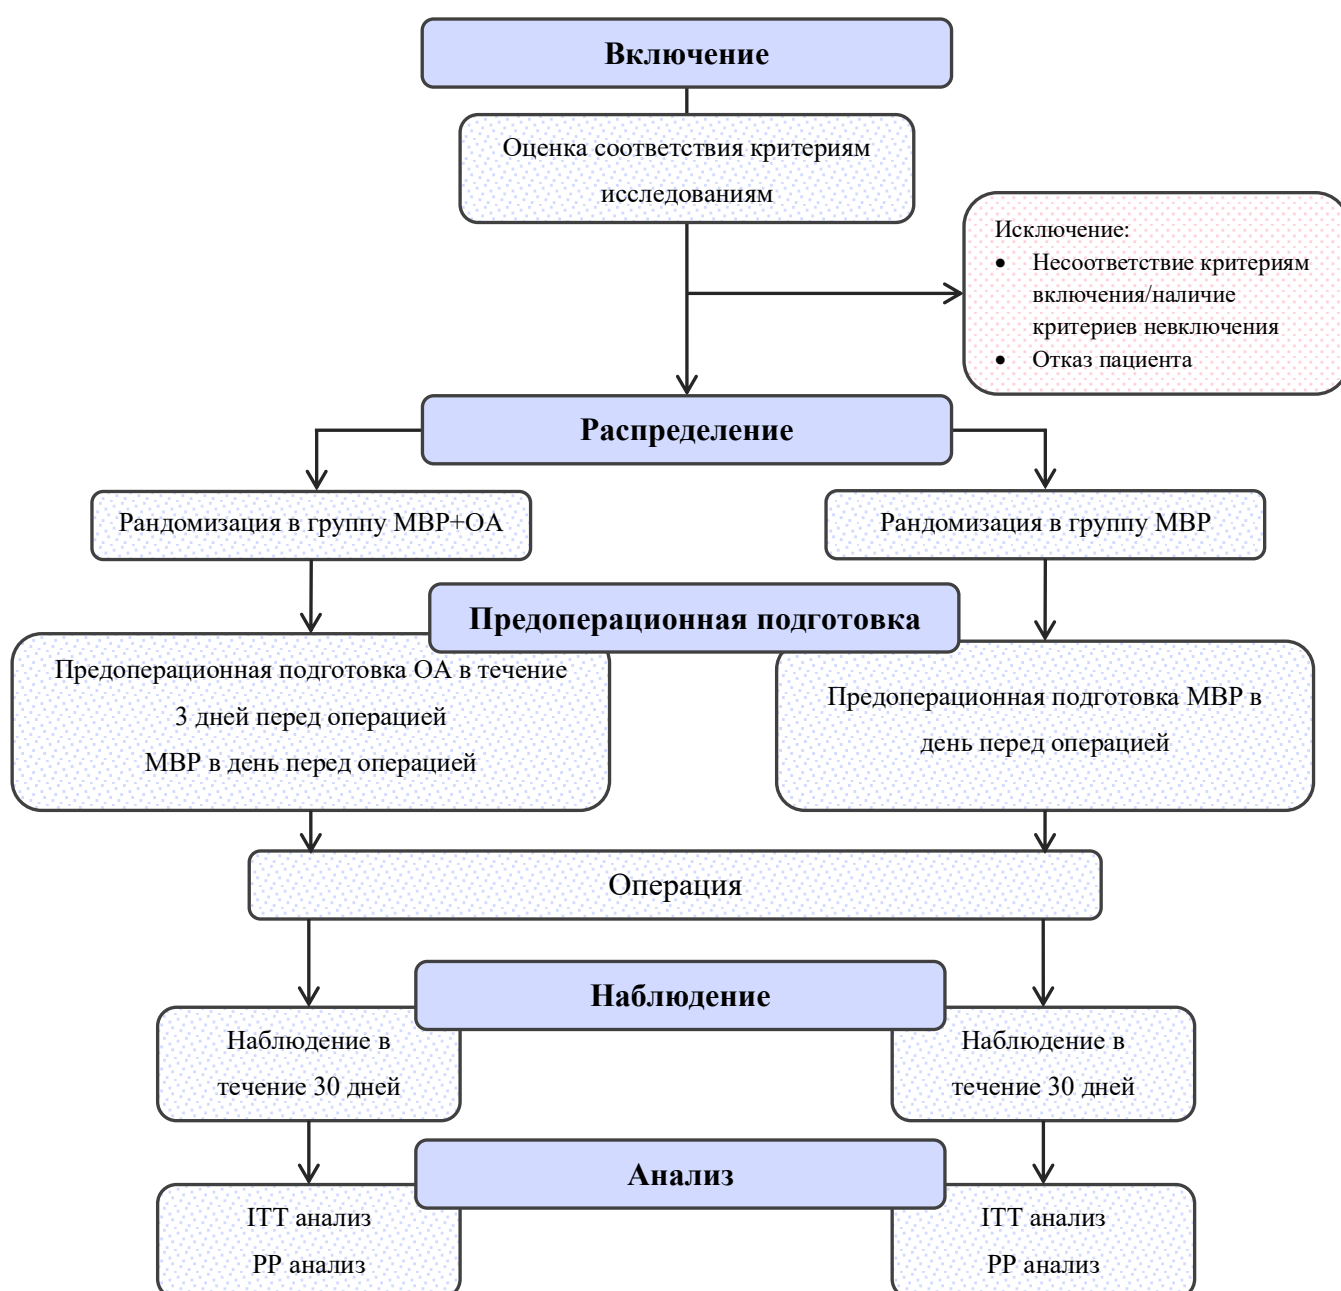 Включение
Оценка соответствия критериям
исследованиям
Исключение:
• Несоответствие критериям
включения/наличие
критериев невключения
• Отказ пациента
Распределение
Рандомизация в группу МВР+ОА
Рандомизация в группу МВР
Предоперационная подготовка
Предоперационная подготовка ОА в течение
3 дней перед операцией
МВР в день перед операцией
Предоперационная подготовка МВР в
день перед операцией
Операция
Наблюдение
Наблюдение в
течение 30 дней
Наблюдение в
течение 30 дней
Анализ
ITT анализ
PP анализ
ITT анализ
PP анализ